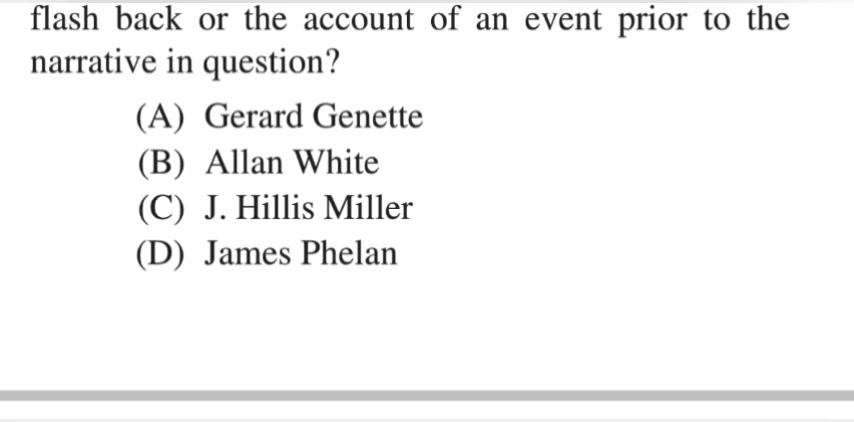 flash back or the account of an event prior to the
narrative in question?
(A) Gerard Genette
(B) Allan White
(C) J. Hillis Miller
(D) James Phelan